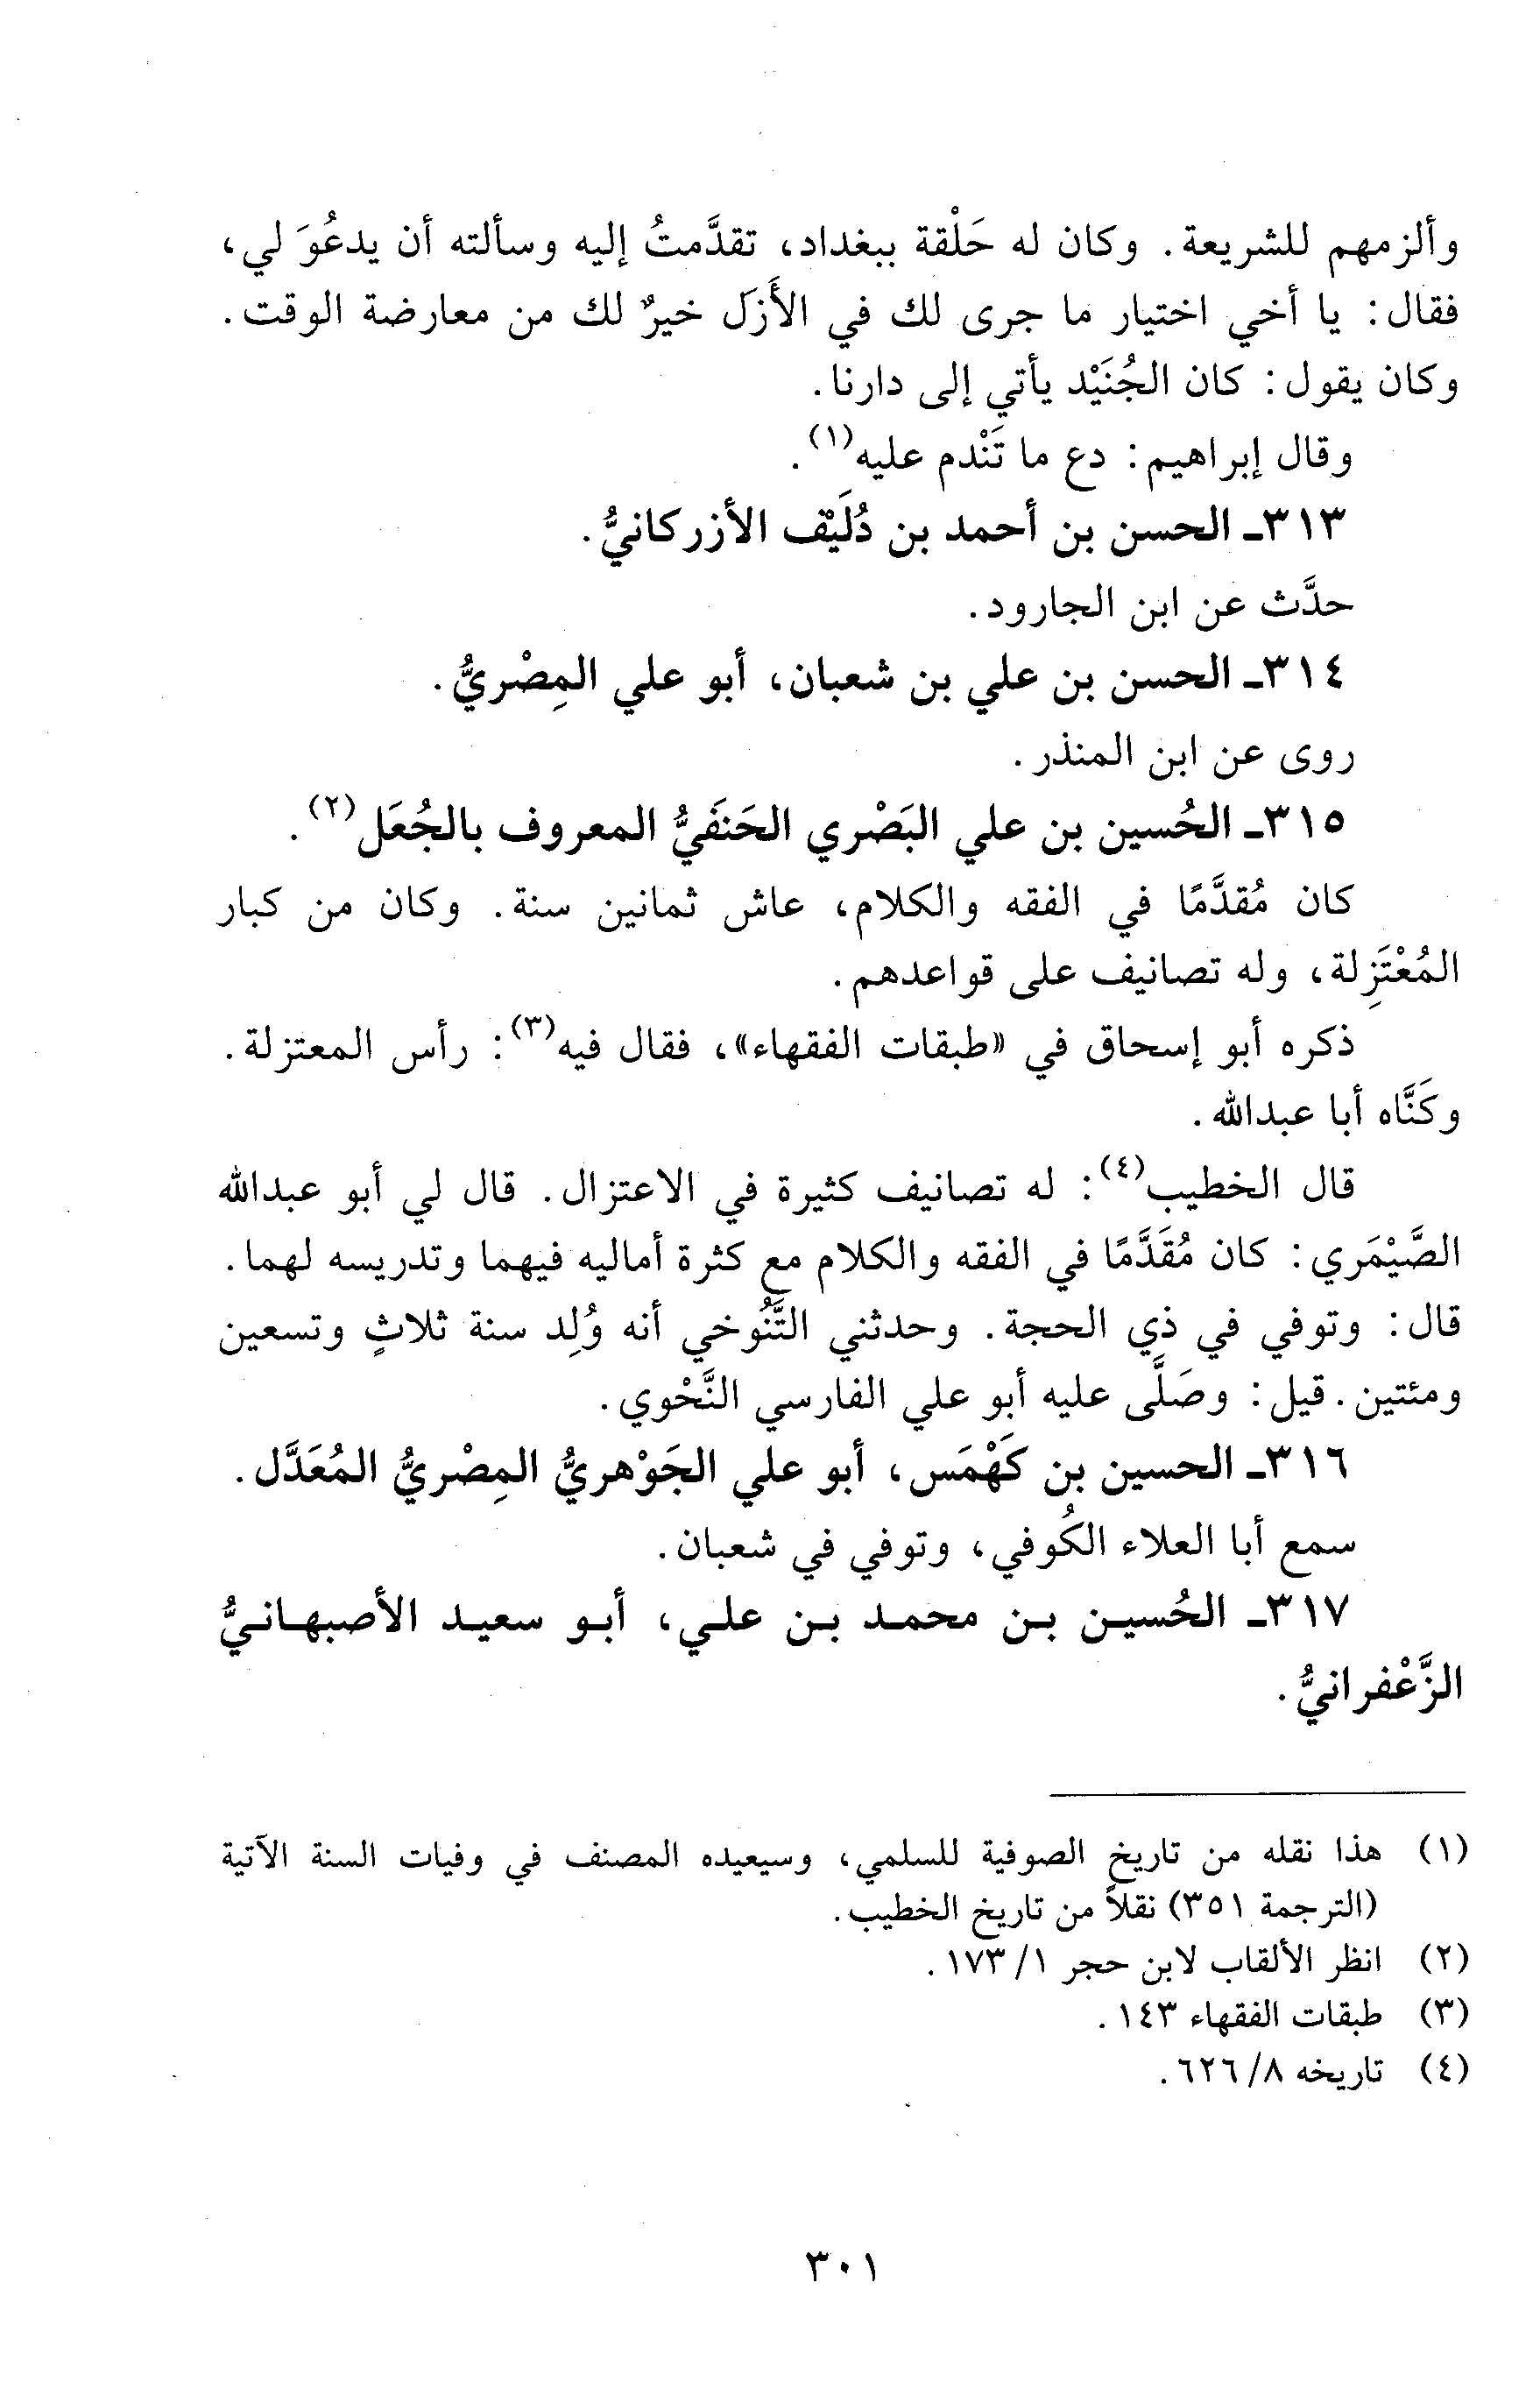 وألزمهم للشريعة. وكان له حَلْقة ببغداد، تقدَّمتُ إليه وسألته أن يدعُوَ لي،
فقال: يا أخي اختيار ما جرى لك في الأَزَل خيرٌ لك من معارضة الوقت.
وكان يقول: كان الجُنَيْد يأتي إلى دارنا.
وقال إبراهيم: دع ما تَنْدم عليه(١).
٣١٣ـ الحسن بن أحمد بن دُلَيْف الأزركانيُّ.
حدَّث عن ابن الجارود.
٣١٤ـ الحسن بن علي بن شعبان، أبو علي المِصْريُّ.
روى عن ابن المنذر.
٣١٥ـ الحُسين بن علي البَصْري الحَنَفَيُّ المعروف بالجُعَل(٢).
كان مُقدَّمًا في الفقه والكلام، عاش ثمانين سنة. وكان من كبار
المُعْتَزِلة، وله تصانيف على قواعدهم.
ذكره أبو إسحاق في «طبقات الفقهاء»، فقال فيه(٣): رأس المعتزلة.
وكَنَّاه أبا عبدالله.
قال الخطيب(٤): له تصانيف كثيرة في الاعتزال. قال لي أبو عبدالله
الصَّيْمَري: كان مُقَدَّمًا في الفقه والكلام مع كثرة أماليه فيهما وتدريسه لهما.
قال: وتوفي في ذي الحجة. وحدثني التَّنُوخي أنه وُلِد سنة ثلاثٍ وتسعين
ومئتين. قيل: وصَلَّى عليه أبو علي الفارسي النَّحْوي.
٣١٦ـ الحسين بن كَهْمَس، أبو علي الجَوْهريُّ المِصْريُّ المُعَدَّل.
سمع أبا العلاء الكُوفي، وتوفي في شعبان.
٣١٧ـ الحُسين بن محمد بن علي، أبو سعيد الأصبهانيُّ
الزَّعْفرانيُّ.
(١) هذا نقله من تاريخ الصوفية للسلمي، وسيعيده المصنف في وفيات السنة الآتية
(الترجمة ٣٥١) نقلاً من تاريخ الخطيب.
(٢) انظر الألقاب لابن حجر ١/ ١٧٣.
(٣) طبقات الفقهاء ١٤٣.
(٤) تاريخه ٨/ ٦٢٦.
٣٠١